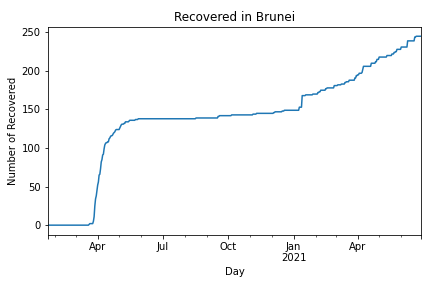 Recovered in Brunei
250
200
150
100
50
0
Number of Recovered
Apr
Jul
Oct
Jan
2021
Apr
Day